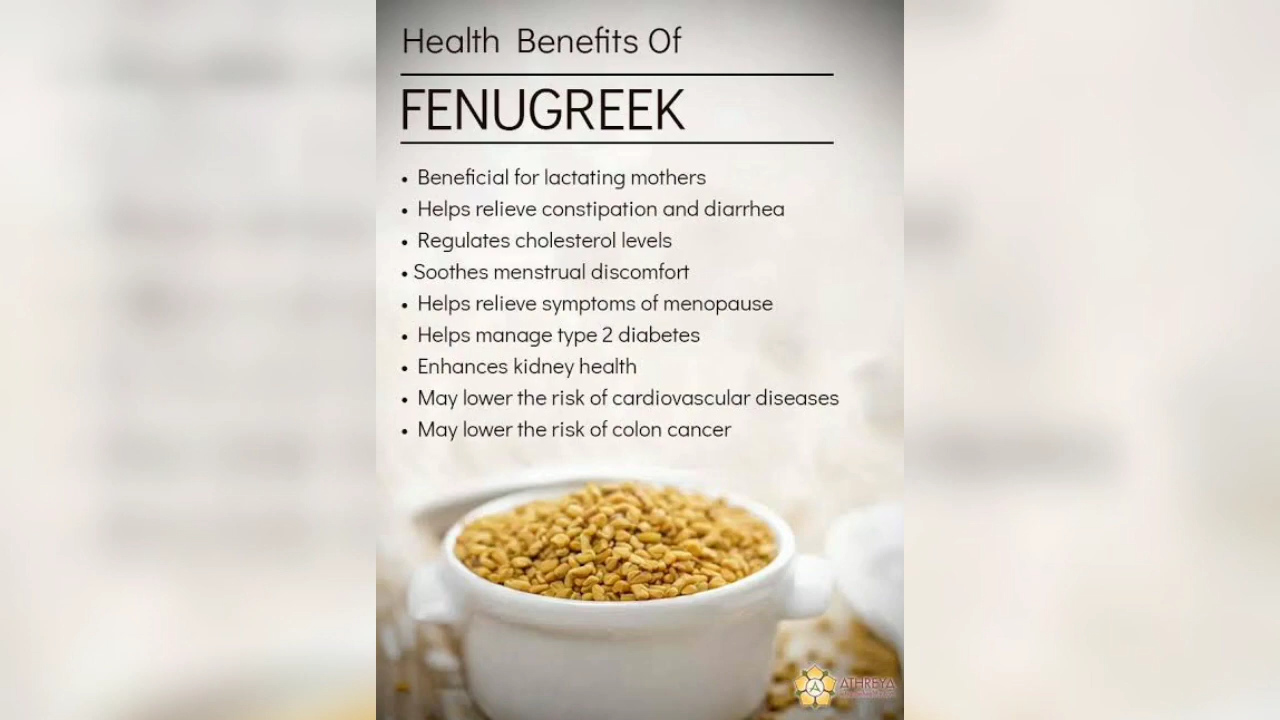 Health Benefits Of
FENUGREEK
• Beneficial for lactating mothers
• Helps relieve constipation and diarrhea
• Regulates cholesterol levels
• Soothes menstrual discomfort
• Helps relieve symptoms of menopause
• Helps manage type 2 diabetes
• Enhances kidney health
• May lower the risk of cardiovascular diseases
• May lower the risk of colon cancer
ATHREYA